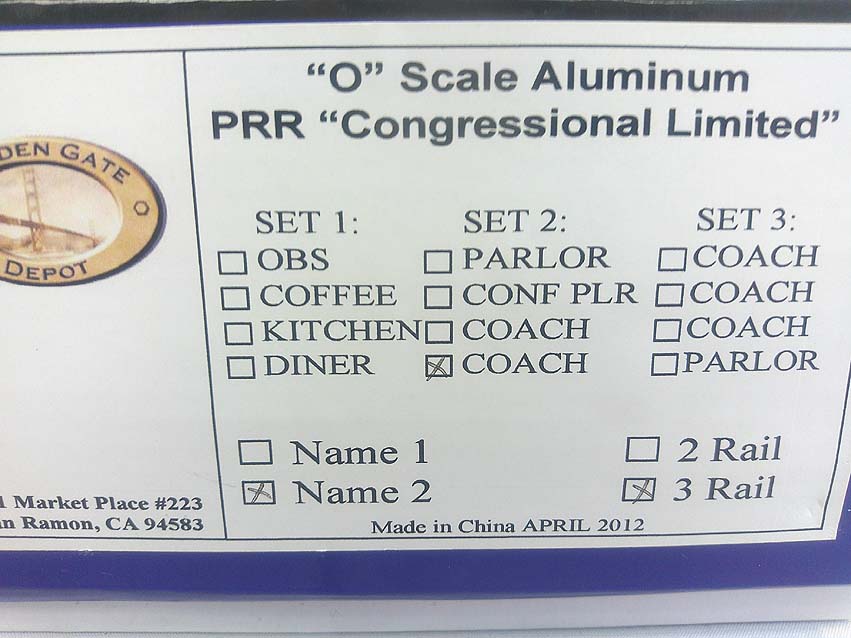 "O" Scale Aluminum
PRR "Congressional Limited"
DEN GATE
DEPOT
SET 1: SET 2: SET 3:
OBS PARLOR COACH
COFFEE CONF PLR COACH
KITCHEN COACH COACH
DINER COACH PARLOR
Name 1 2 Rail
Name 2 3 Rail
Market Place #223
n Ramon, CA 94583
Made in China APRIL 2012